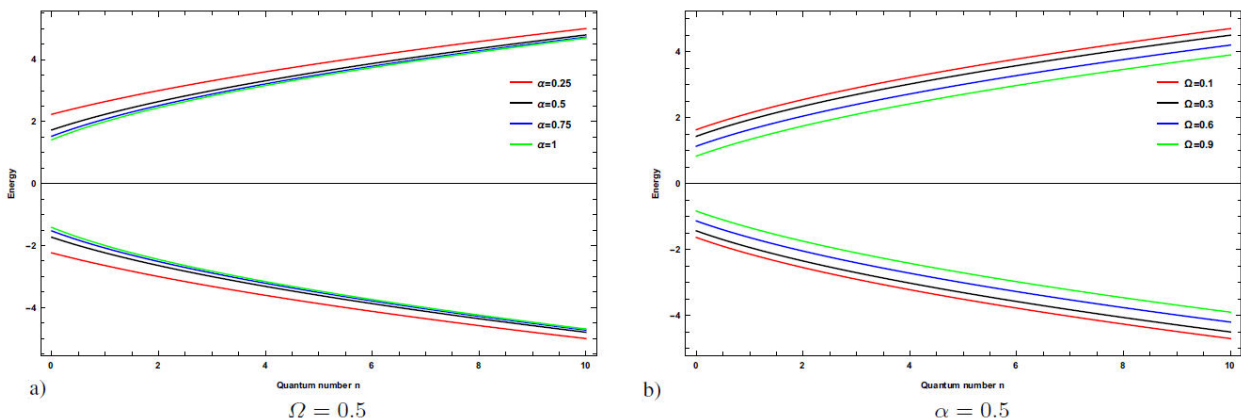 4
2
0
−2
−4
Energy
α=0.25
α=0.5
α=0.75
α=1
0
2
4
6
8
10
Quantum number n
a)
Ω = 0.5
4
2
0
−2
−4
Energy
Ω=0.1
Ω=0.3
Ω=0.6
Ω=0.9
0
2
4
6
8
10
Quantum number n
b)
α = 0.5